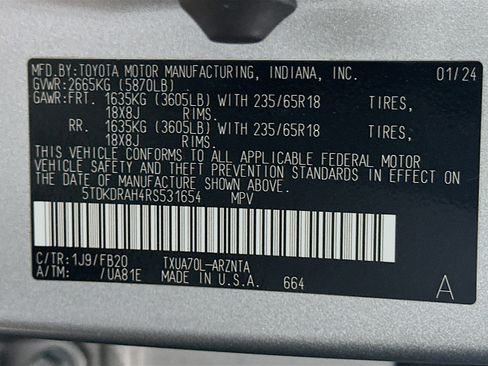 MFD.BY:TOYOTA MOTOR MANUFACTURING, INDIANA, INC. 01/24
GVWR:2665KG (5870LB)
GAWR:FRT. 1635KG (3605LB) WITH 235/65R18 TIRES,
18X8J RIMS.
RR. 1635KG (3605LB) WITH 235/65R18 TIRES,
18X8J RIMS.
THIS VEHICLE CONFORMS TO ALL APPLICABLE FEDERAL MOTOR
VEHICLE SAFETY AND THEFT PREVENTION STANDARDS IN EFFECT ON
THE DATE OF MANUFACTURE SHOWN ABOVE.
5TDKDRAH4RS531654 MPV
C/TR:1J9/FB20 TXUA70L-ARZNTA
A/TM: /UA81E MADE IN U.S.A. 664
A